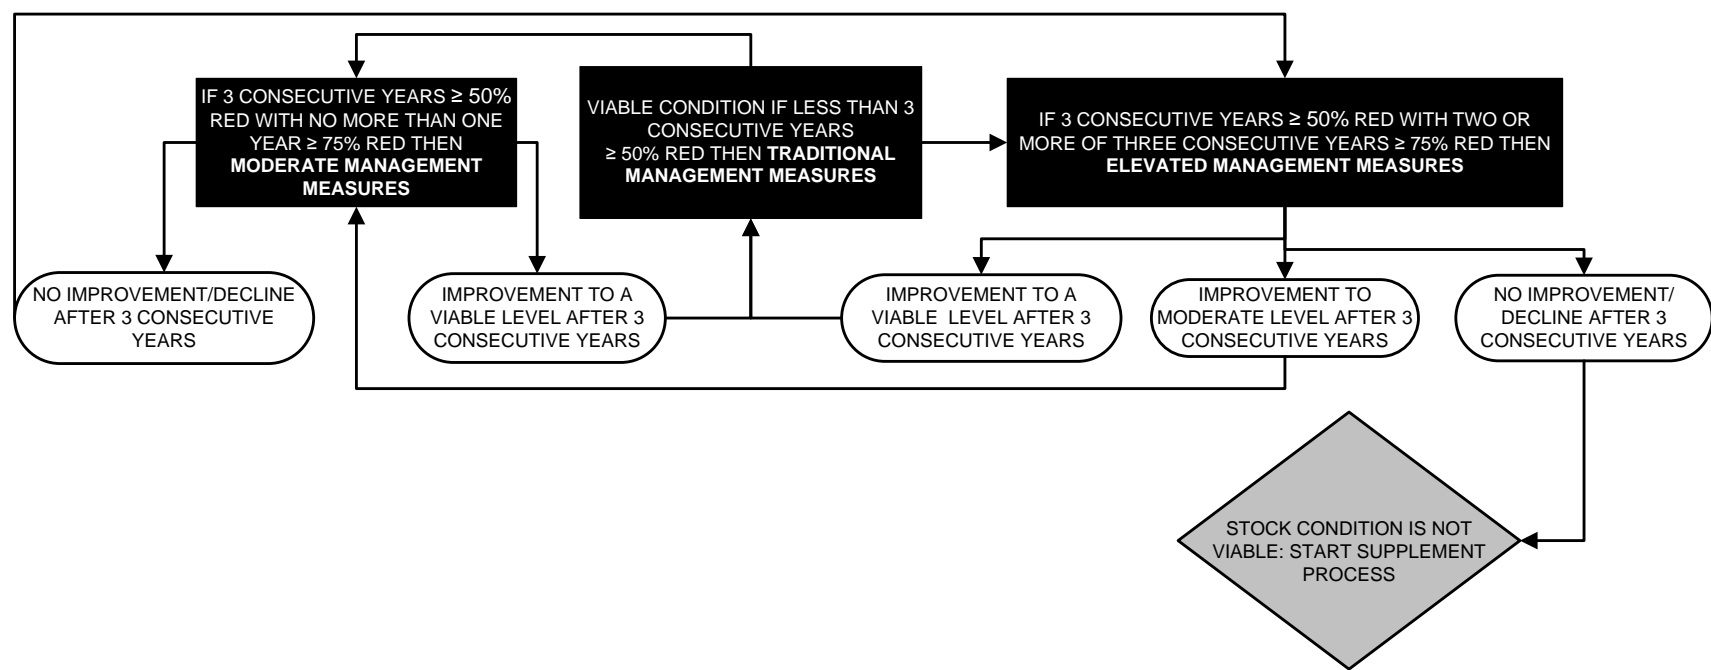 IF 3 CONSECUTIVE YEARS ≥ 50%
RED WITH NO MORE THAN ONE
YEAR ≥ 75% RED THEN
MODERATE MANAGEMENT
MEASURES
VIABLE CONDITION IF LESS THAN 3
CONSECUTIVE YEARS
≥ 50% RED THEN TRADITIONAL
MANAGEMENT MEASURES
IF 3 CONSECUTIVE YEARS ≥ 50% RED WITH TWO OR
MORE OF THREE CONSECUTIVE YEARS ≥ 75% RED THEN
ELEVATED MANAGEMENT MEASURES
NO IMPROVEMENT/DECLINE
AFTER 3 CONSECUTIVE
YEARS
IMPROVEMENT TO A
VIABLE LEVEL AFTER 3
CONSECUTIVE YEARS
IMPROVEMENT TO A
VIABLE LEVEL AFTER 3
CONSECUTIVE YEARS
IMPROVEMENT TO
MODERATE LEVEL AFTER 3
CONSECUTIVE YEARS
NO IMPROVEMENT/
DECLINE AFTER 3
CONSECUTIVE YEARS
STOCK CONDITION IS NOT
VIABLE: START SUPPLEMENT
PROCESS